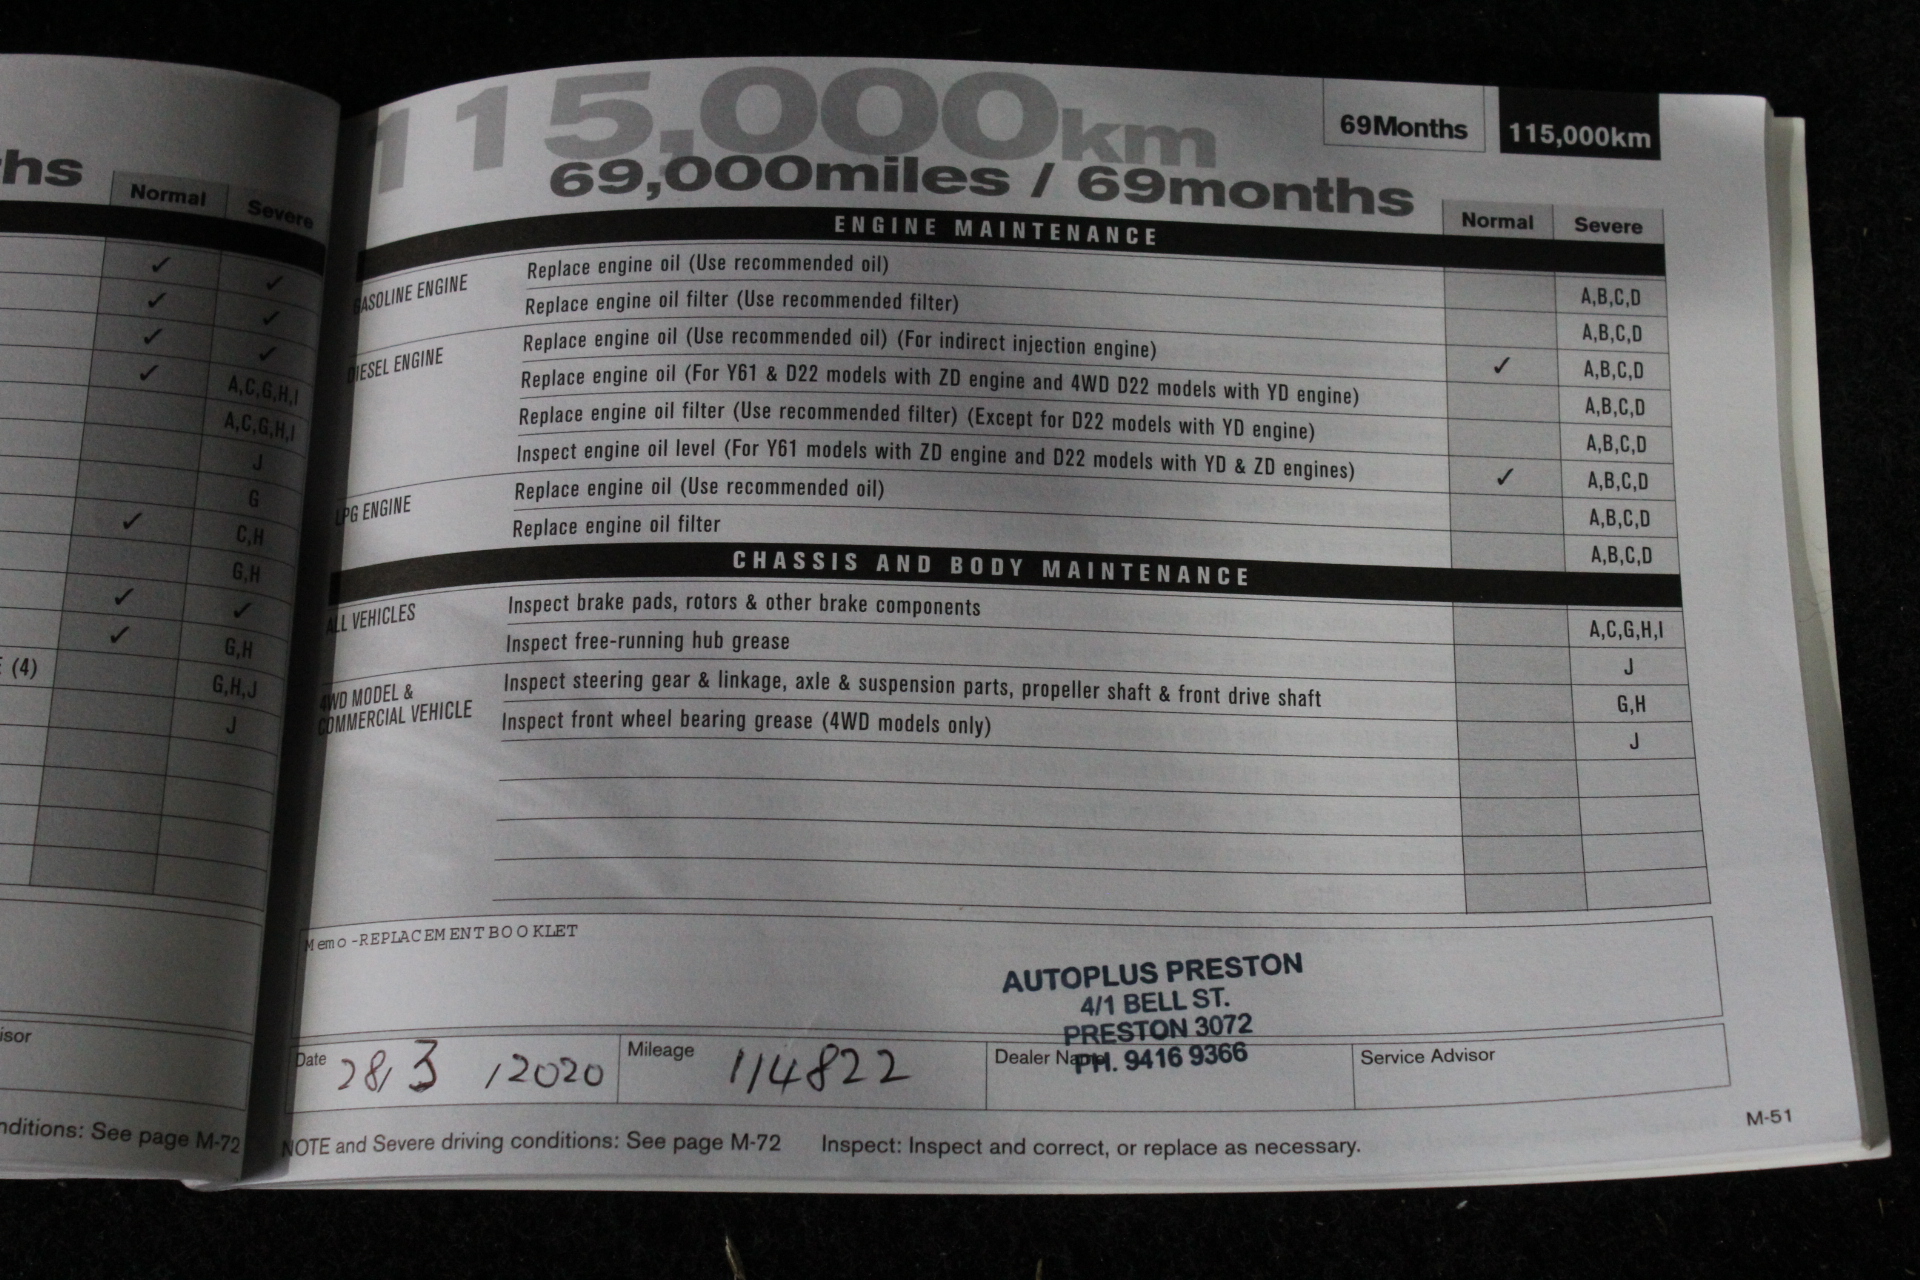 hs
Normal Severe
✓ ✓
✓ ✓
✓ ✓
✓ A,C,G,H,I
A,C,G,H,I
J
G
✓ C,H
G,H
✓ ✓
✓ G,H
(4) G,H,J
J
isor
nditions: See page M-72
115,000km
69,000miles / 69months
69Months
115,000km
Normal Severe
ENGINE MAINTENANCE
GASOLINE ENGINE
Replace engine oil (Use recommended oil) A,B,C,D
Replace engine oil filter (Use recommended filter) A,B,C,D
DIESEL ENGINE
Replace engine oil (Use recommended oil) (For indirect injection engine) ✓ A,B,C,D
Replace engine oil (For Y61 & D22 models with ZD engine and 4WD D22 models with YD engine) A,B,C,D
Replace engine oil filter (Use recommended filter) (Except for D22 models with YD engine) A,B,C,D
Inspect engine oil level (For Y61 models with ZD engine and D22 models with YD & ZD engines) ✓ A,B,C,D
LPG ENGINE
Replace engine oil (Use recommended oil) A,B,C,D
Replace engine oil filter A,B,C,D
CHASSIS AND BODY MAINTENANCE
ALL VEHICLES
Inspect brake pads, rotors & other brake components A,C,G,H,I
Inspect free-running hub grease J
4WD MODEL &
COMMERCIAL VEHICLE
Inspect steering gear & linkage, axle & suspension parts, propeller shaft & front drive shaft G,H
Inspect front wheel bearing grease (4WD models only) J
Memo -REPLACEMENT BOOKLET
AUTOPLUS PRESTON
4/1 BELL ST.
PRESTON 3072
PH. 9416 9366
Date 28/3/2020
Mileage 114822
Dealer Name
Service Advisor
NOTE and Severe driving conditions: See page M-72 Inspect: Inspect and correct, or replace as necessary.
M-51